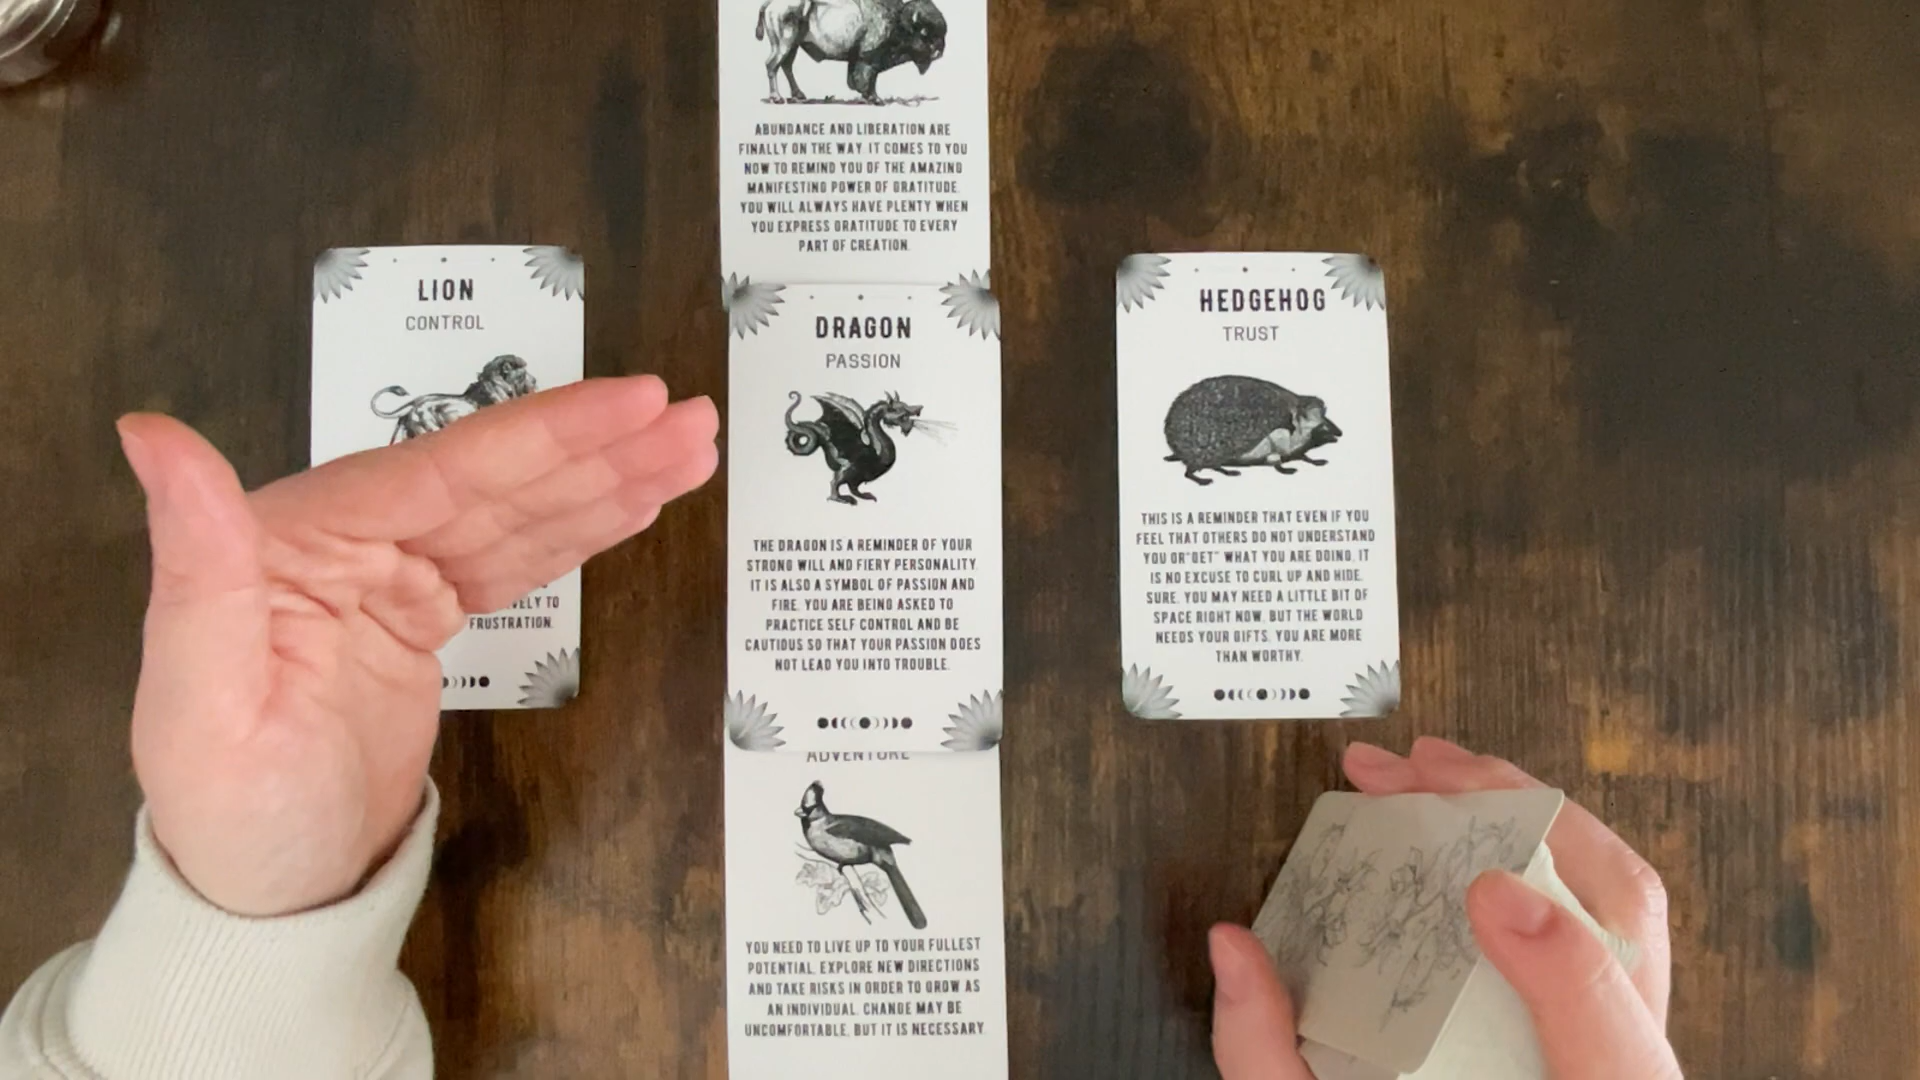 ABUNDANCE AND LIBERATION ARE
FINALLY ON THE WAY. IT COMES TO YOU
NOW TO REMIND YOU OF THE AMAZING
MANIFESTING POWER OF GRATITUDE.
YOU WILL ALWAYS HAVE PLENTY WHEN
YOU EXPRESS GRATITUDE TO EVERY
PART OF CREATION.
LION
CONTROL
FRUSTRATION.
DRAGON
PASSION
THE DRAGON IS A REMINDER OF YOUR
STRONG WILL AND FIERY PERSONALITY.
IT IS ALSO A SYMBOL OF PASSION AND
FIRE. YOU ARE BEING ASKED TO
PRACTICE SELF CONTROL AND BE
CAUTIOUS SO THAT YOUR PASSION DOES
NOT LEAD YOU INTO TROUBLE.
HEDGEHOG
TRUST
THIS IS A REMINDER THAT EVEN IF YOU
FEEL THAT OTHERS DO NOT UNDERSTAND
YOU OR "GET" WHAT YOU ARE DOING, IT
IS NO EXCUSE TO CURL UP AND HIDE.
SURE, YOU MAY NEED A LITTLE BIT OF
SPACE RIGHT NOW, BUT THE WORLD
NEEDS YOUR GIFTS. YOU ARE MORE
THAN WORTHY.
ADVENTURE
YOU NEED TO LIVE UP TO YOUR FULLEST
POTENTIAL. EXPLORE NEW DIRECTIONS
AND TAKE RISKS IN ORDER TO GROW AS
AN INDIVIDUAL. CHANGE MAY BE
UNCOMFORTABLE, BUT IT IS NECESSARY.